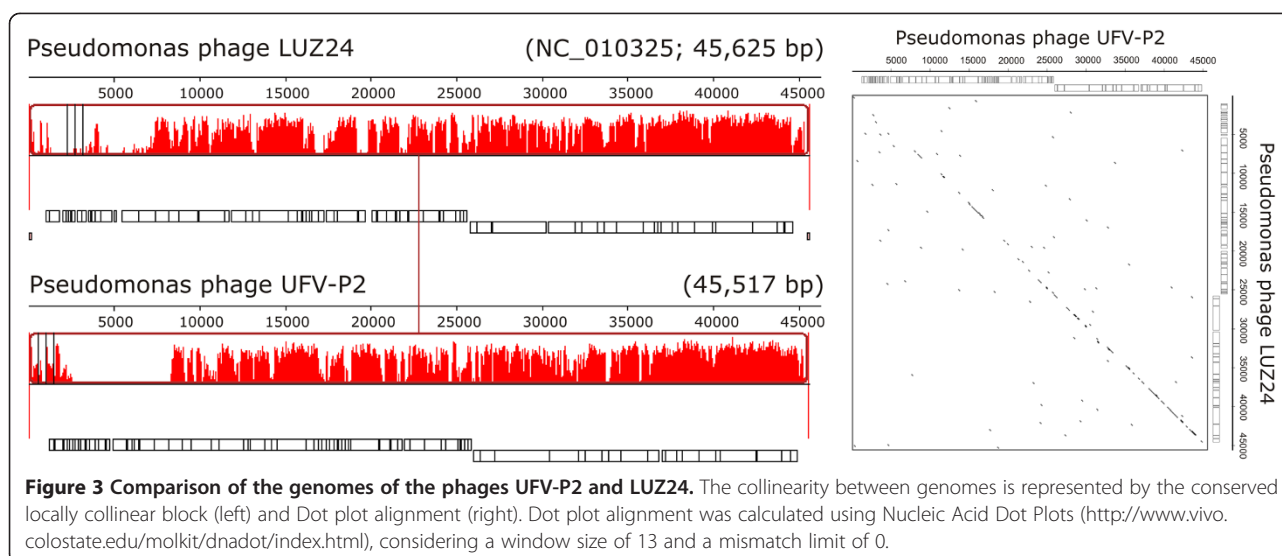 Pseudomonas phage LUZ24 (NC_010325; 45,625 bp)
5000 10000 15000 20000 25000 30000 35000 40000 45000
Pseudomonas phage UFV-P2 (45,517 bp)
5000 10000 15000 20000 25000 30000 35000 40000 45000
Pseudomonas phage UFV-P2
5000 10000 15000 20000 25000 30000 35000 40000 45000
Pseudomonas phage LUZ24
5000 10000 15000 20000 25000 30000 35000 40000 45000
Figure 3 Comparison of the genomes of the phages UFV-P2 and LUZ24. The collinearity between genomes is represented by the conserved
locally collinear block (left) and Dot plot alignment (right). Dot plot alignment was calculated using Nucleic Acid Dot Plots (http://www.vivo.
colostate.edu/molkit/dnadot/index.html), considering a window size of 13 and a mismatch limit of 0.